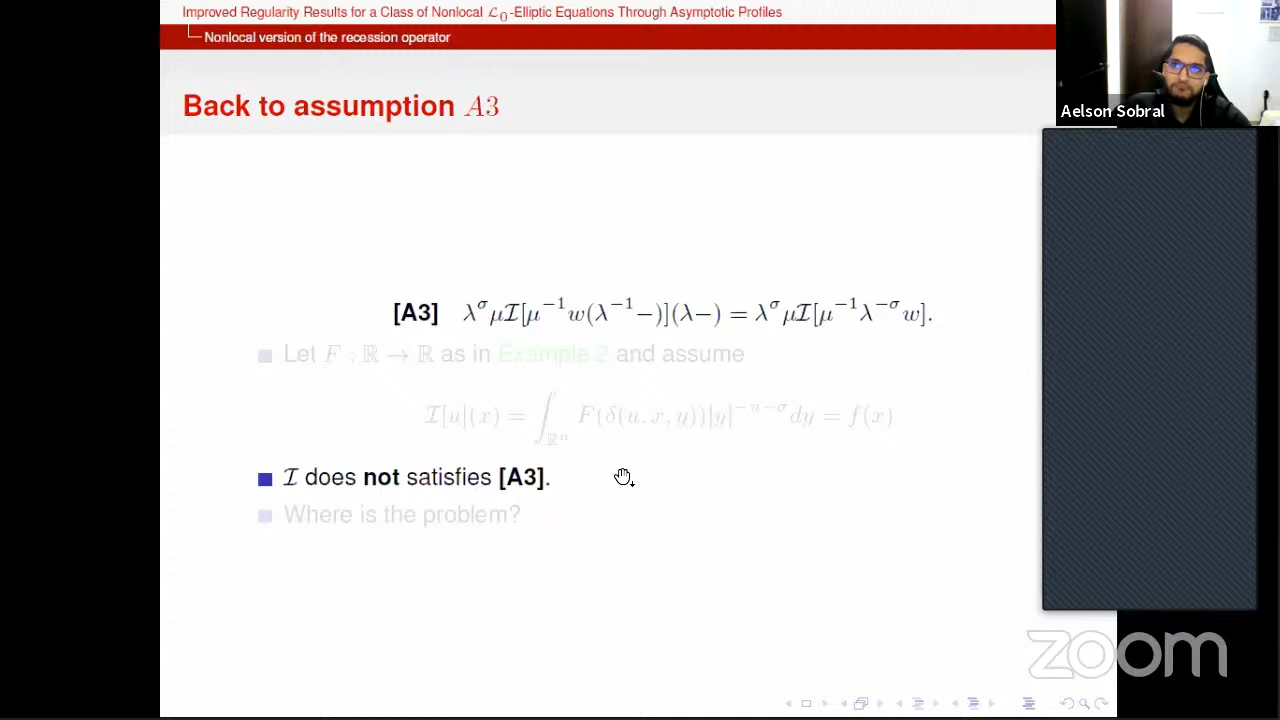 Improved Regularity Results for a Class of Nonlocal ℒ₀-Elliptic Equations Through Asymptotic Profiles
Nonlocal version of the recession operator
Back to assumption A3
Aelson Sobral
[A3] λ^σ μℐ[μ^{−1}w(λ^{−1}−)](λ−) = λ^σ μℐ[μ^{−1}λ^{−σ}w].
Let F : ℝ → ℝ as in Example 2 and assume
ℐ[u](x) = ∫_{ℝⁿ} F(δ(u, x, y))|y|^{−n−σ}dy = f(x)
ℐ does not satisfies [A3].
Where is the problem?
zoom